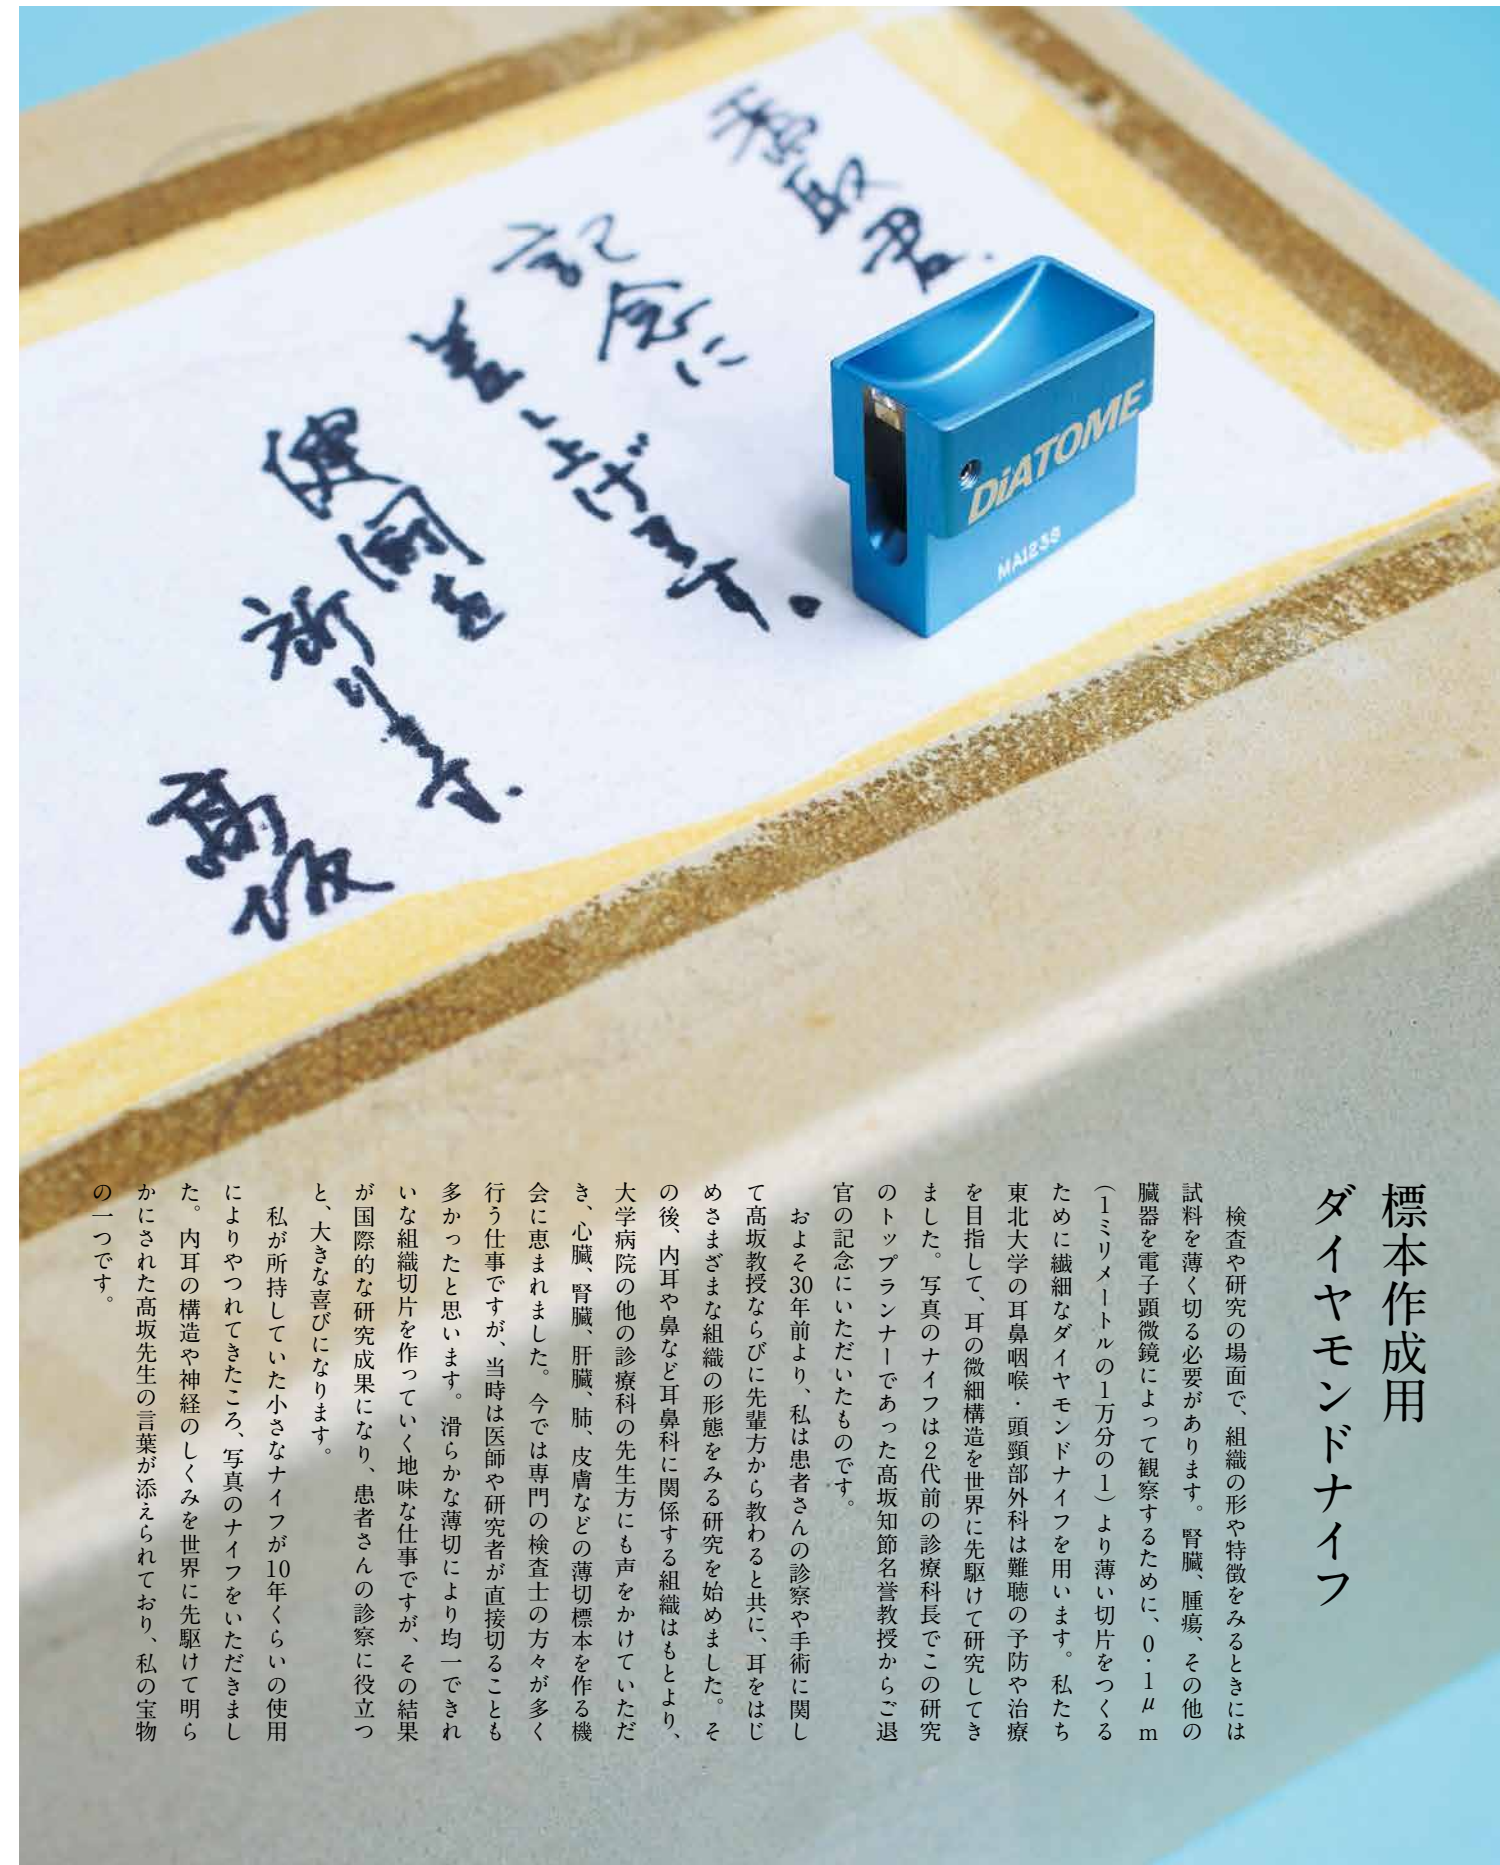 香取君
記念に
差し上げます。
健闘を
祈ります。
髙坂
DiATOME
MA1238
標本作成用
ダイヤモンドナイフ
検査や研究の場面で、組織の形や特徴をみるときには
試料を薄く切る必要があります。腎臓、腫瘍、その他の
臓器を電子顕微鏡によって観察するために、0.1μm
（1ミリメートルの1万分の1）より薄い切片をつくる
ために繊細なダイヤモンドナイフを用います。私たち
東北大学の耳鼻咽喉・頭頸部外科は難聴の予防や治療
を目指して、耳の微細構造を世界に先駆けて研究してき
ました。写真のナイフは2代前の診療科長でこの研究
のトップランナーであった髙坂知節名誉教授からご退
官の記念にいただいたものです。
およそ30年前より、私は患者さんの診察や手術に関し
て髙坂教授ならびに先輩方から教わると共に、耳をはじ
めさまざまな組織の形態をみる研究を始めました。そ
の後、内耳や鼻など耳鼻科に関係する組織はもとより、
大学病院の他の診療科の先生方にも声をかけていただ
き、心臓、腎臓、肝臓、肺、皮膚などの薄切標本を作る機
会に恵まれました。今では専門の検査士の方々が多く
行う仕事ですが、当時は医師や研究者が直接切ることも
多かったと思います。滑らかな薄切により均一できれ
いな組織切片を作っていく地味な仕事ですが、その結果
が国際的な研究成果になり、患者さんの診察に役立つ
と、大きな喜びになります。
私が所持していた小さなナイフが10年くらいの使用
によりやつれてきたころ、写真のナイフをいただきまし
た。内耳の構造や神経のしくみを世界に先駆けて明ら
かにされた髙坂先生の言葉が添えられており、私の宝物
の一つです。